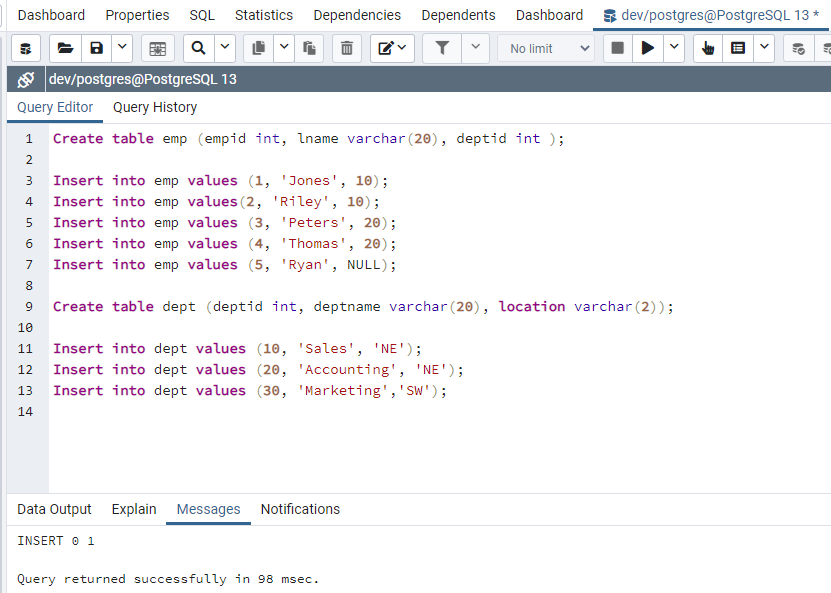 Dashboard Properties SQL Statistics Dependencies Dependents Dashboard dev/postgres@PostgreSQL 13 *
No limit
dev/postgres@PostgreSQL 13
Query Editor Query History
1 Create table emp (empid int, lname varchar(20), deptid int );
2
3 Insert into emp values (1, 'Jones', 10);
4 Insert into emp values(2, 'Riley', 10);
5 Insert into emp values (3, 'Peters', 20);
6 Insert into emp values (4, 'Thomas', 20);
7 Insert into emp values (5, 'Ryan', NULL);
8
9 Create table dept (deptid int, deptname varchar(20), location varchar(2));
10
11 Insert into dept values (10, 'Sales', 'NE');
12 Insert into dept values (20, 'Accounting', 'NE');
13 Insert into dept values (30, 'Marketing','SW');
14
Data Output Explain Messages Notifications
INSERT 0 1
Query returned successfully in 98 msec.